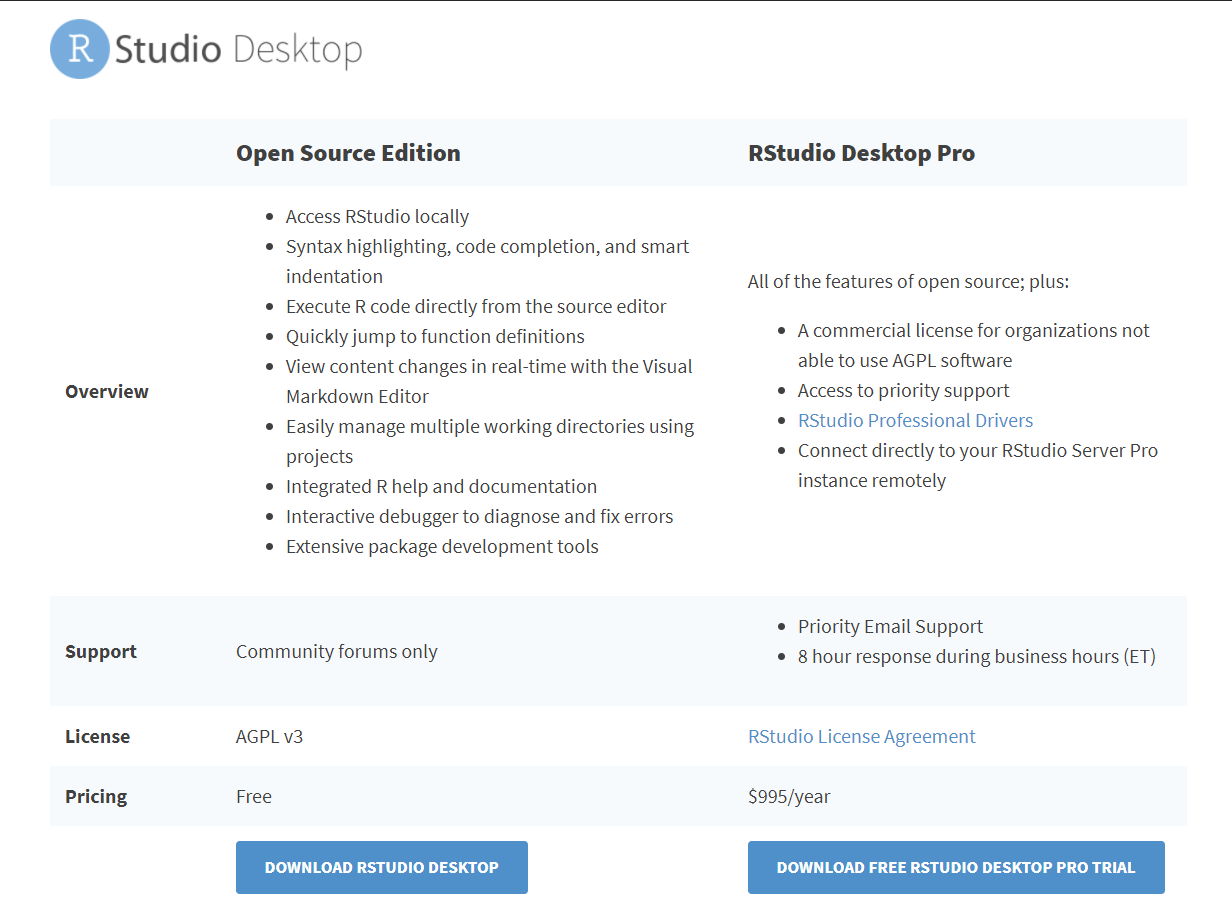 R Studio Desktop
Open Source Edition
RStudio Desktop Pro
Overview
• Access RStudio locally
• Syntax highlighting, code completion, and smart
indentation
• Execute R code directly from the source editor
• Quickly jump to function definitions
• View content changes in real-time with the Visual
Markdown Editor
• Easily manage multiple working directories using
projects
• Integrated R help and documentation
• Interactive debugger to diagnose and fix errors
• Extensive package development tools
All of the features of open source; plus:
• A commercial license for organizations not
able to use AGPL software
• Access to priority support
• RStudio Professional Drivers
• Connect directly to your RStudio Server Pro
instance remotely
Support
Community forums only
• Priority Email Support
• 8 hour response during business hours (ET)
License
AGPL v3
RStudio License Agreement
Pricing
Free
$995/year
DOWNLOAD RSTUDIO DESKTOP
DOWNLOAD FREE RSTUDIO DESKTOP PRO TRIAL